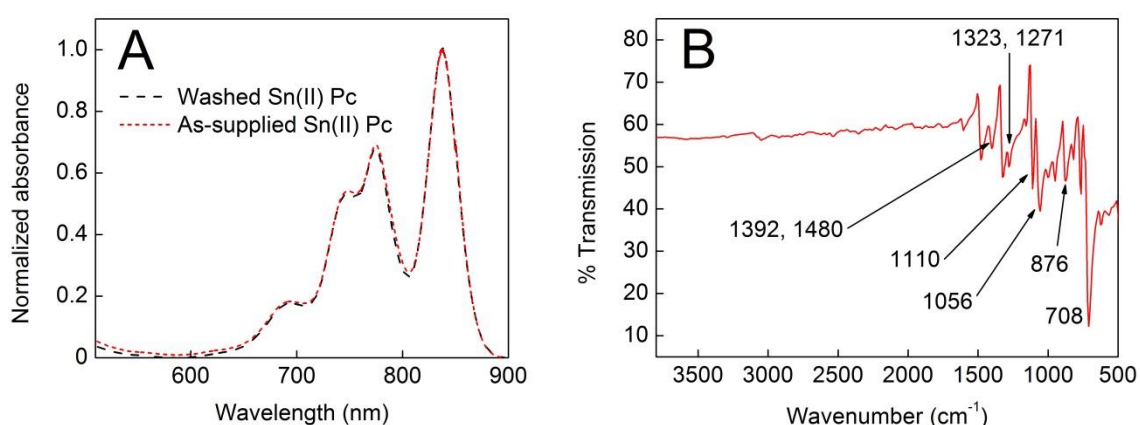 A
Normalized absorbance
1.0
0.8
0.6
0.4
0.2
0
Washed Sn(II) Pc
As-supplied Sn(II) Pc
600 700 800 900
Wavelength (nm)
B
% Transmission
80
70
60
50
40
30
20
10
1323, 1271
1392, 1480
1110
1056
876
708
3500 3000 2500 2000 1500 1000 500
Wavenumber (cm⁻¹)